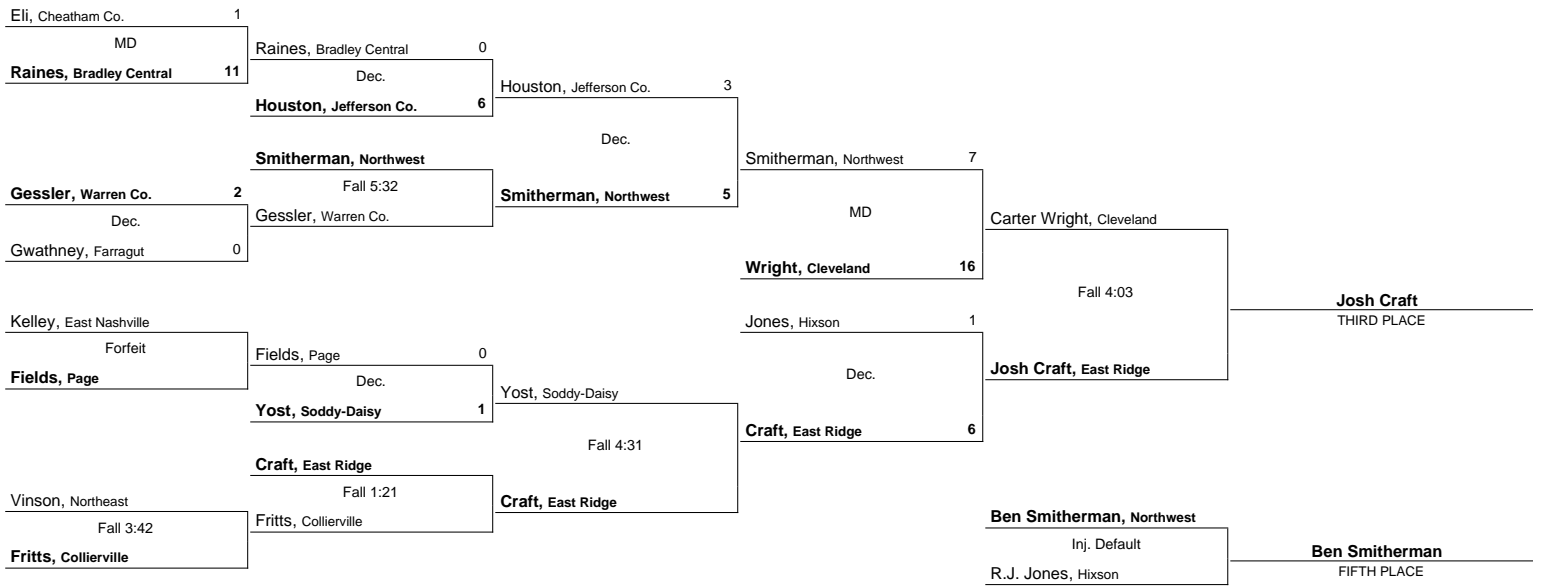 Eli, Cheatham Co. 1
MD
Raines, Bradley Central 11
Gessler, Warren Co. 2
Dec.
Gwathney, Farragut 0
Kelley, East Nashville
Forfeit
Fields, Page
Vinson, Northeast
Fall 3:42
Fritts, Collierville
Raines, Bradley Central 0
Dec.
Houston, Jefferson Co. 6
Smitherman, Northwest
Fall 5:32
Gessler, Warren Co.
Fields, Page 0
Dec.
Yost, Soddy-Daisy 1
Craft, East Ridge
Fall 1:21
Fritts, Collierville
Houston, Jefferson Co. 3
Dec.
Smitherman, Northwest 5
Yost, Soddy-Daisy
Fall 4:31
Craft, East Ridge
Smitherman, Northwest 7
MD
Wright, Cleveland 16
Jones, Hixson 1
Dec.
Craft, East Ridge 6
Carter Wright, Cleveland
Fall 4:03
Josh Craft, East Ridge
Josh Craft
THIRD PLACE
Ben Smitherman, Northwest
Inj. Default
R.J. Jones, Hixson
Ben Smitherman
FIFTH PLACE